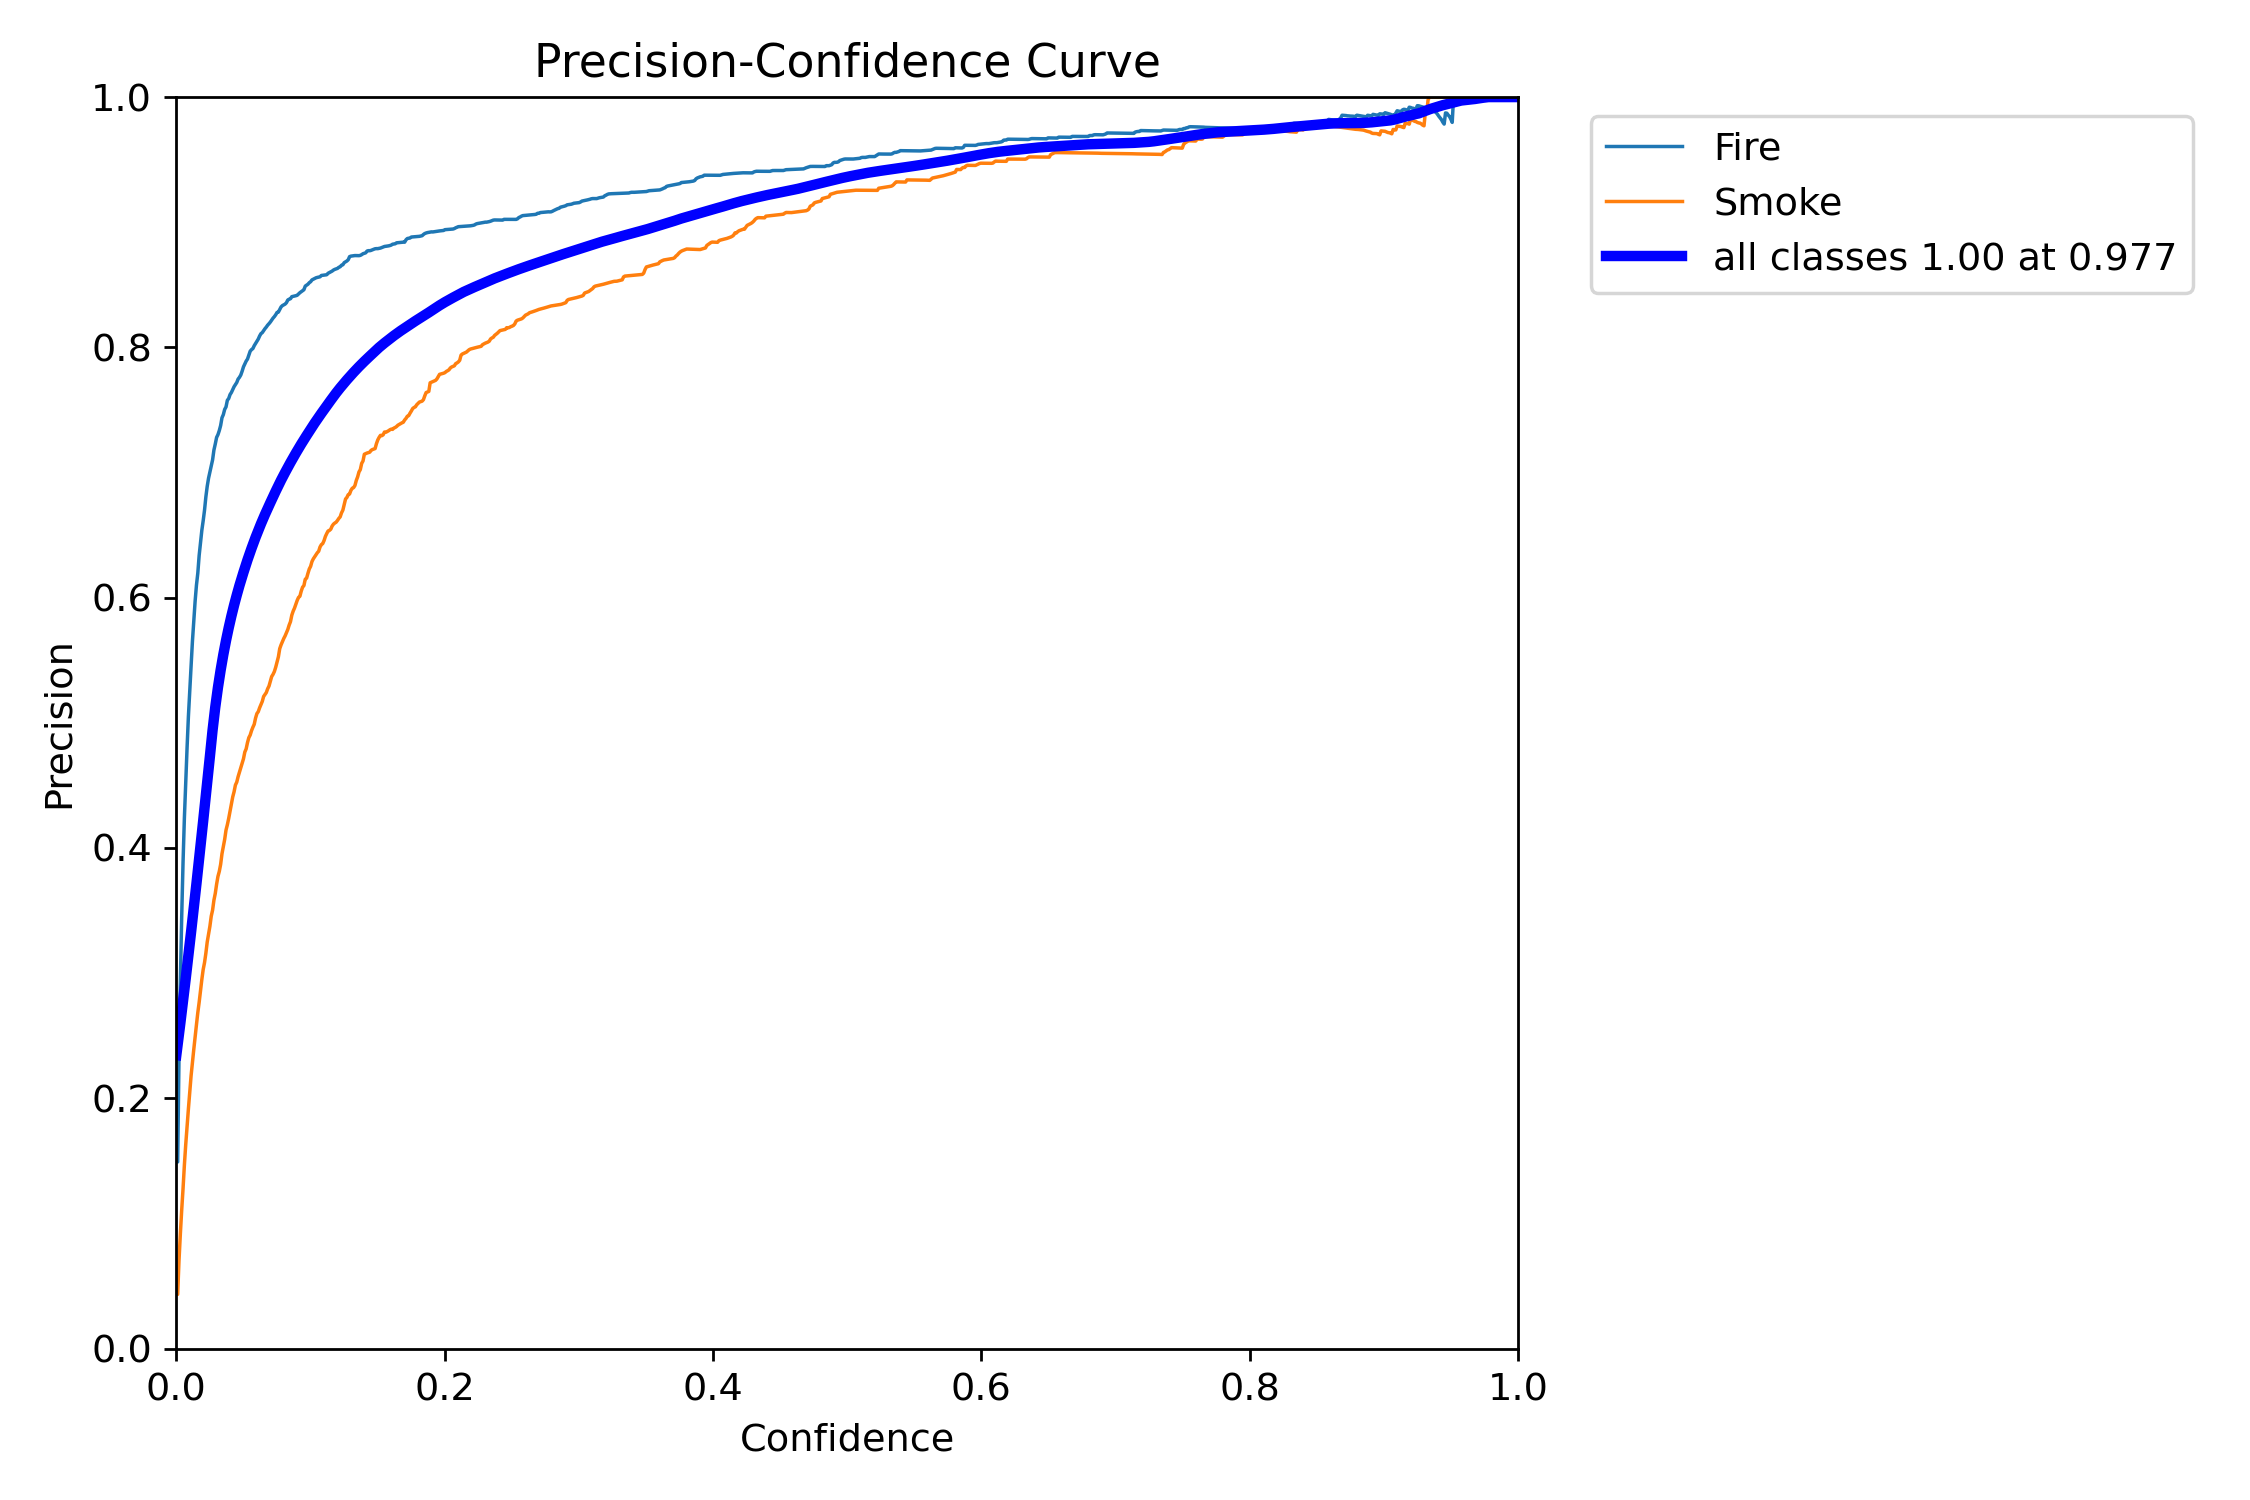 Precision-Confidence Curve
1.0
0.8
0.6
0.4
0.2
0.0
Precision
0.0 0.2 0.4 0.6 0.8 1.0
Confidence
Fire
Smoke
all classes 1.00 at 0.977